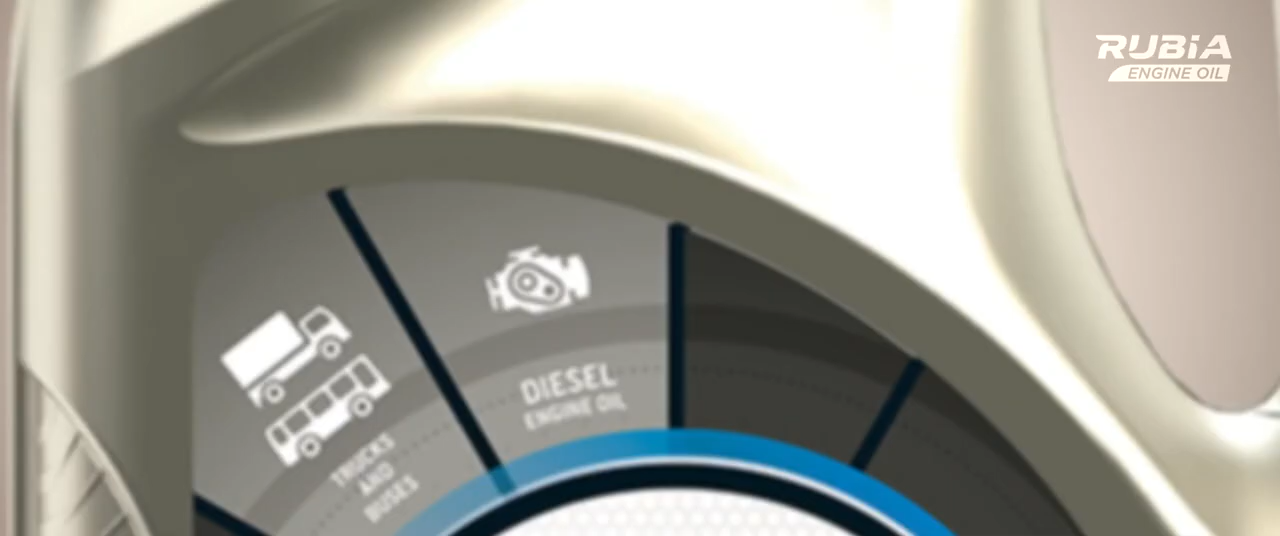 RUBiA
ENGINE OIL
DIESEL
ENGINE OIL
TRUCKS
AND
BUSES